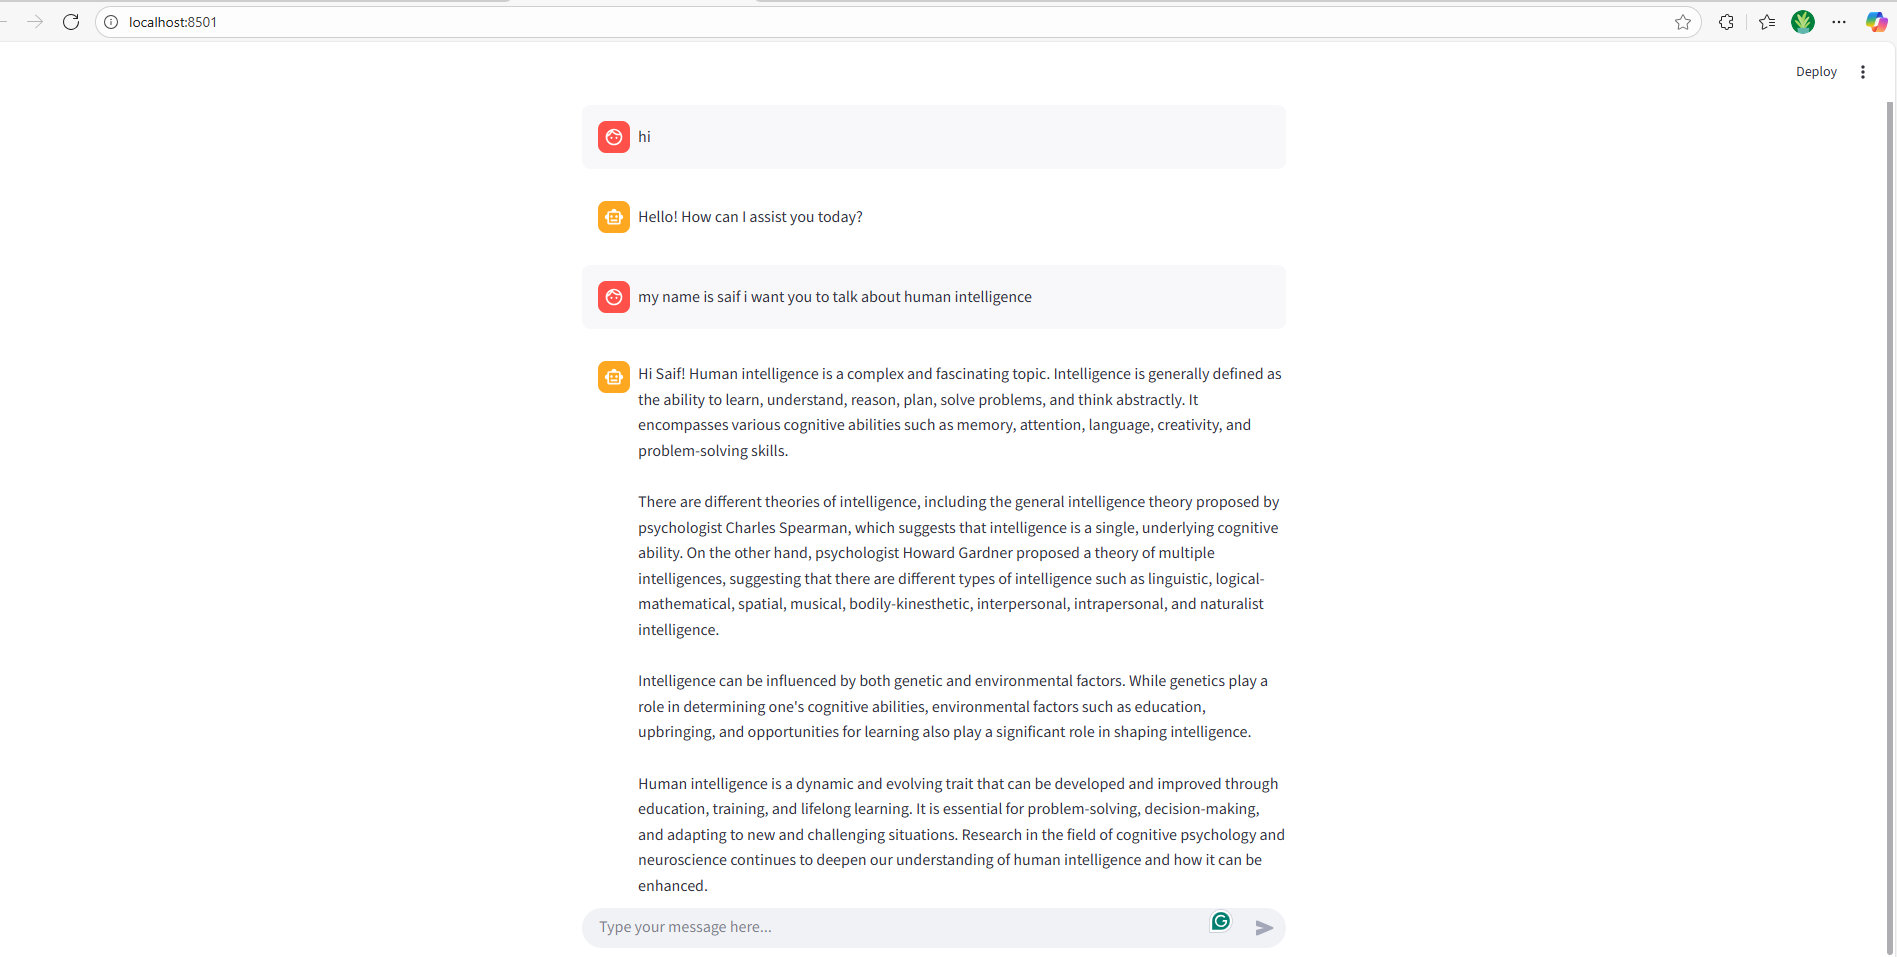 localhost:8501
Deploy
hi
Hello! How can I assist you today?
my name is saif i want you to talk about human intelligence
Hi Saif! Human intelligence is a complex and fascinating topic. Intelligence is generally defined as
the ability to learn, understand, reason, plan, solve problems, and think abstractly. It
encompasses various cognitive abilities such as memory, attention, language, creativity, and
problem-solving skills.
There are different theories of intelligence, including the general intelligence theory proposed by
psychologist Charles Spearman, which suggests that intelligence is a single, underlying cognitive
ability. On the other hand, psychologist Howard Gardner proposed a theory of multiple
intelligences, suggesting that there are different types of intelligence such as linguistic, logical-
mathematical, spatial, musical, bodily-kinesthetic, interpersonal, intrapersonal, and naturalist
intelligence.
Intelligence can be influenced by both genetic and environmental factors. While genetics play a
role in determining one's cognitive abilities, environmental factors such as education,
upbringing, and opportunities for learning also play a significant role in shaping intelligence.
Human intelligence is a dynamic and evolving trait that can be developed and improved through
education, training, and lifelong learning. It is essential for problem-solving, decision-making,
and adapting to new and challenging situations. Research in the field of cognitive psychology and
neuroscience continues to deepen our understanding of human intelligence and how it can be
enhanced.
Type your message here...